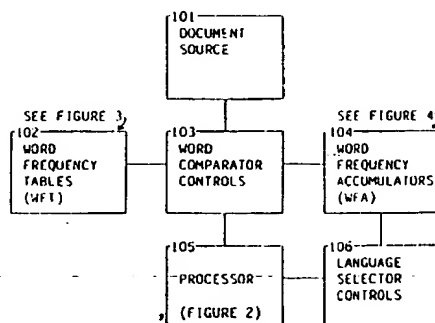 101
DOCUMENT
SOURCE
SEE FIGURE 3
102
WORD
FREQUENCY
TABLES
(WFT)
103
WORD
COMPARATOR
CONTROLS
SEE FIGURE 4
104
WORD
FREQUENCY
ACCUMULATORS
(WFA)
105
PROCESSOR
(FIGURE 2)
106
LANGUAGE
SELECTOR
CONTROLS